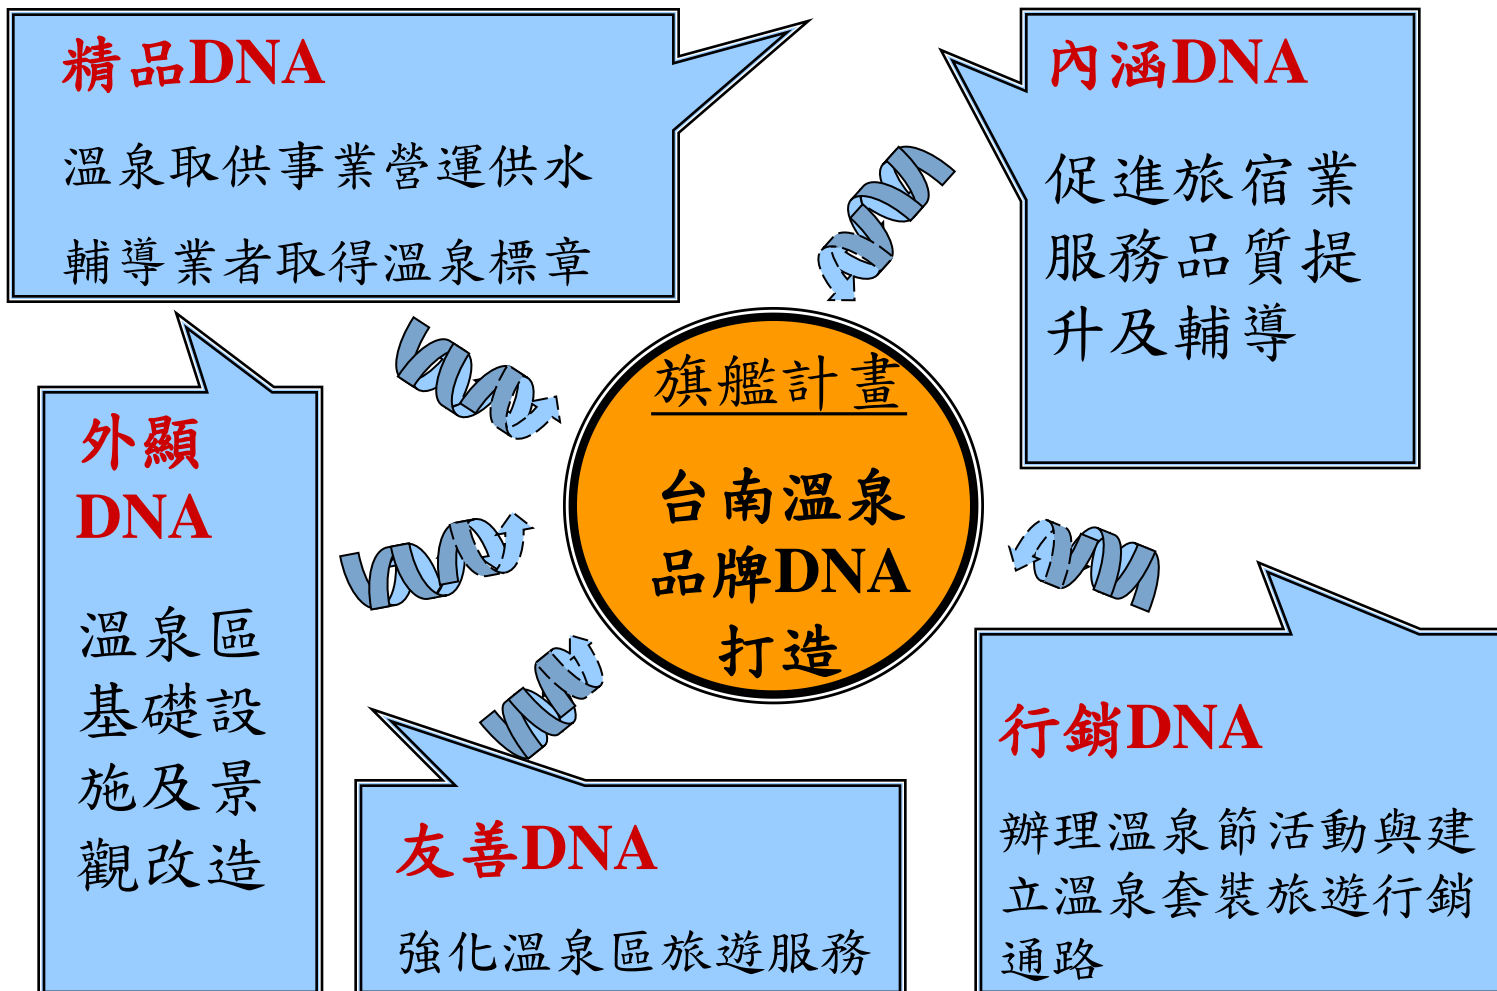 精品DNA
溫泉取供事業營運供水
輔導業者取得溫泉標章
內涵DNA
促進旅宿業
服務品質提
升及輔導
旗艦計畫
台南溫泉
品牌DNA
打造
外顯
DNA
溫泉區
基礎設
施及景
觀改造
友善DNA
強化溫泉區旅遊服務
行銷DNA
辦理溫泉節活動與建
立溫泉套裝旅遊行銷
通路